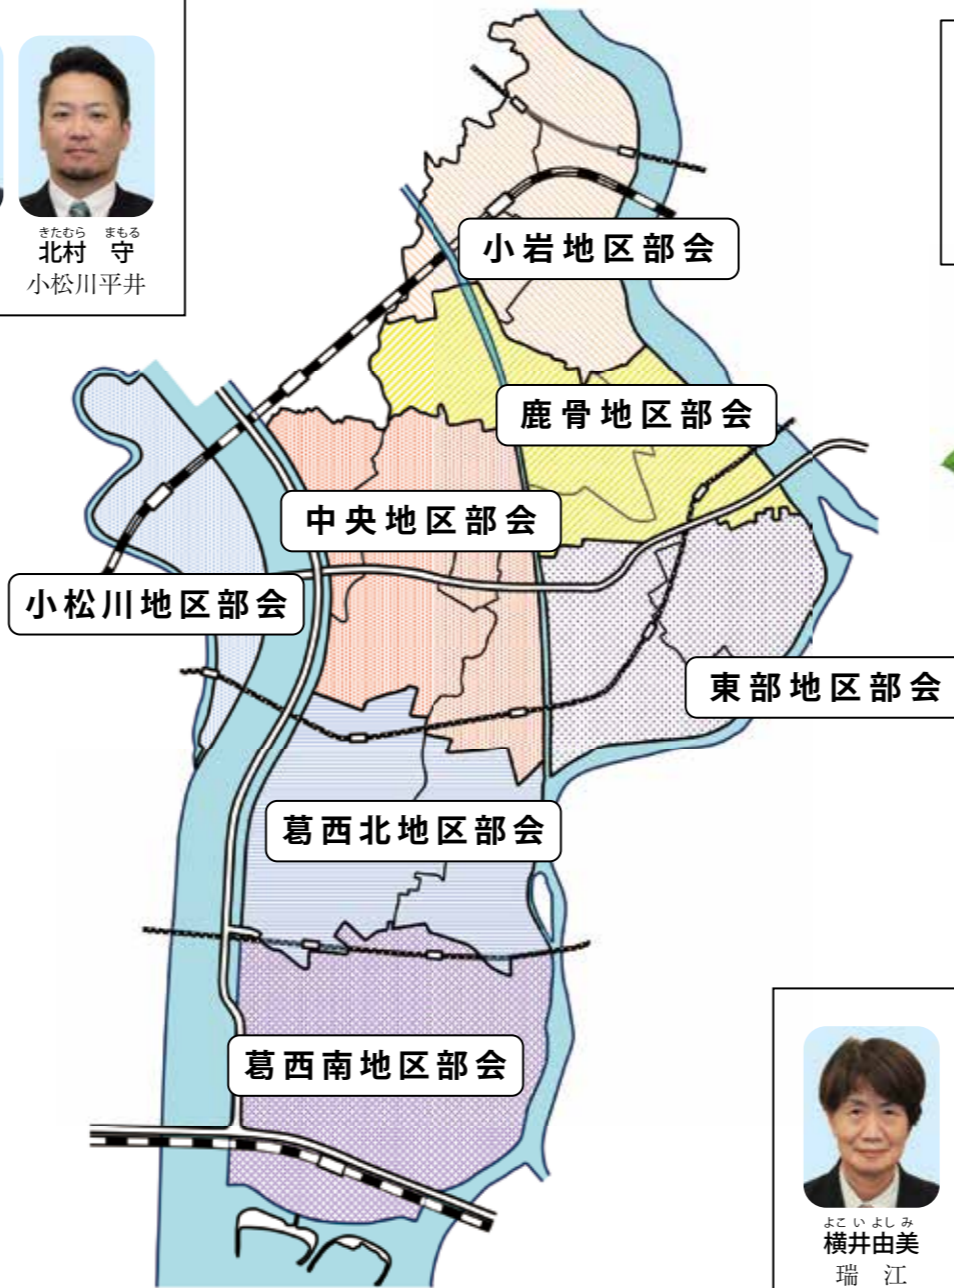 きたむら まもる
北村 守
小松川平井
小岩地区部会
鹿骨地区部会
中央地区部会
小松川地区部会
東部地区部会
葛西北地区部会
葛西南地区部会
よこ い よし み
横井由美
瑞 江